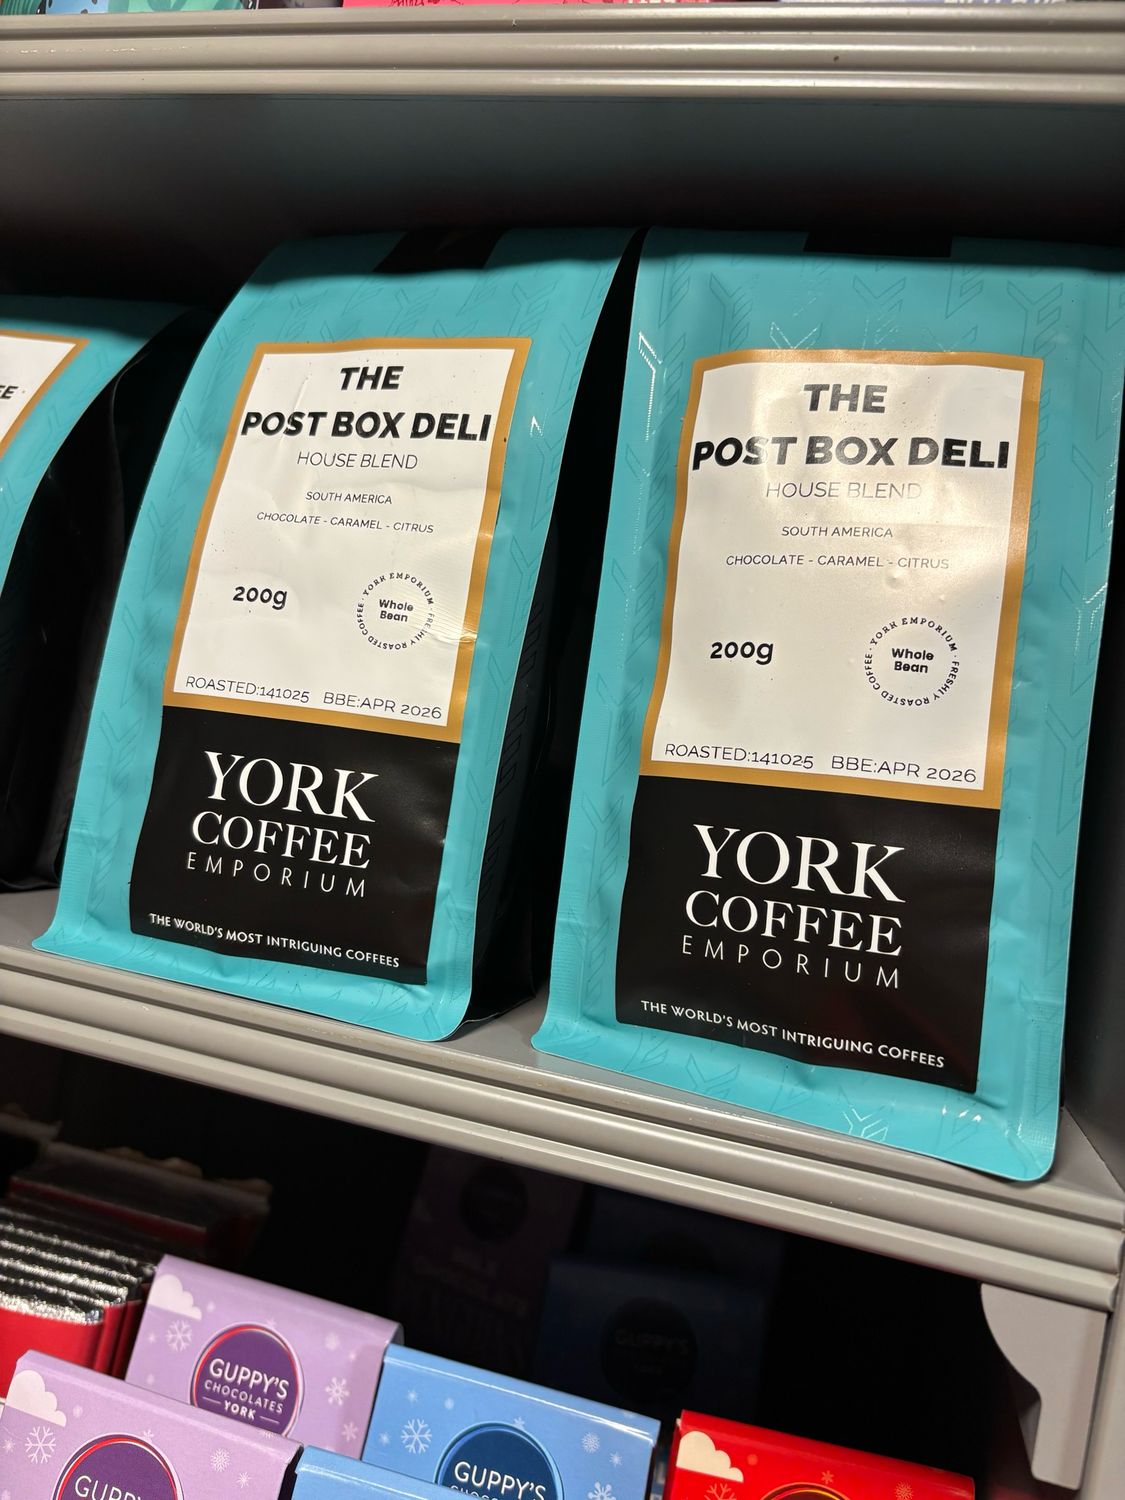 THE
POST BOX DELI
HOUSE BLEND
SOUTH AMERICA
CHOCOLATE - CARAMEL - CITRUS
200g
YORK EMPORIUM · FRESHLY ROASTED COFFEE ·
Whole
Bean
ROASTED:141025 BBE:APR 2026
YORK
COFFEE
EMPORIUM
THE WORLD'S MOST INTRIGUING COFFEES
THE
POST BOX DELI
HOUSE BLEND
SOUTH AMERICA
CHOCOLATE - CARAMEL - CITRUS
200g
YORK EMPORIUM · FRESHLY ROASTED COFFEE ·
Whole
Bean
ROASTED:141025 BBE:APR 2026
YORK
COFFEE
EMPORIUM
THE WORLD'S MOST INTRIGUING COFFEES
GUPPY'S
CHOCOLATES
YORK
GUPPY'S